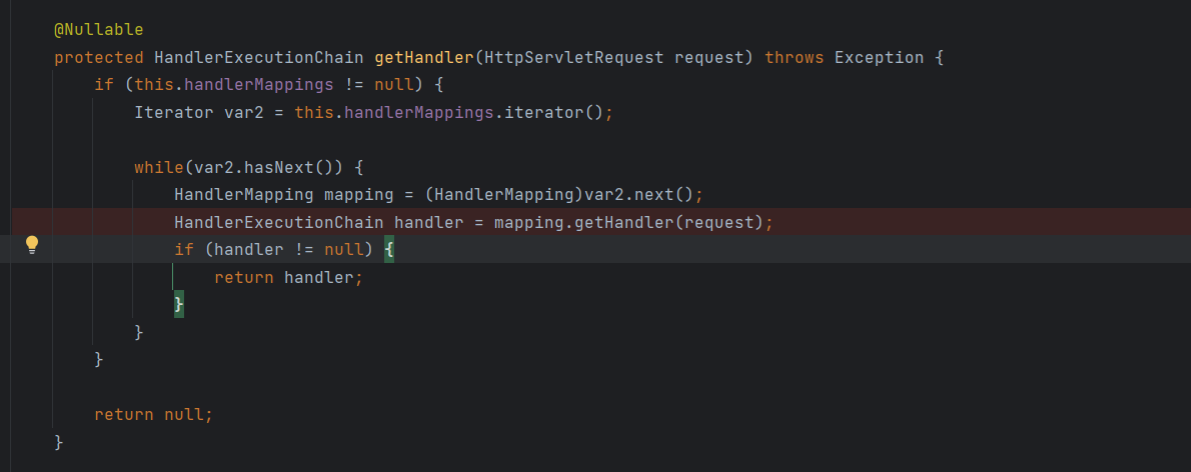 @Nullable
protected HandlerExecutionChain getHandler(HttpServletRequest request) throws Exception {
if (this.handlerMappings != null) {
Iterator var2 = this.handlerMappings.iterator();
while(var2.hasNext()) {
HandlerMapping mapping = (HandlerMapping)var2.next();
HandlerExecutionChain handler = mapping.getHandler(request);
if (handler != null) {
return handler;
}
}
}
return null;
}